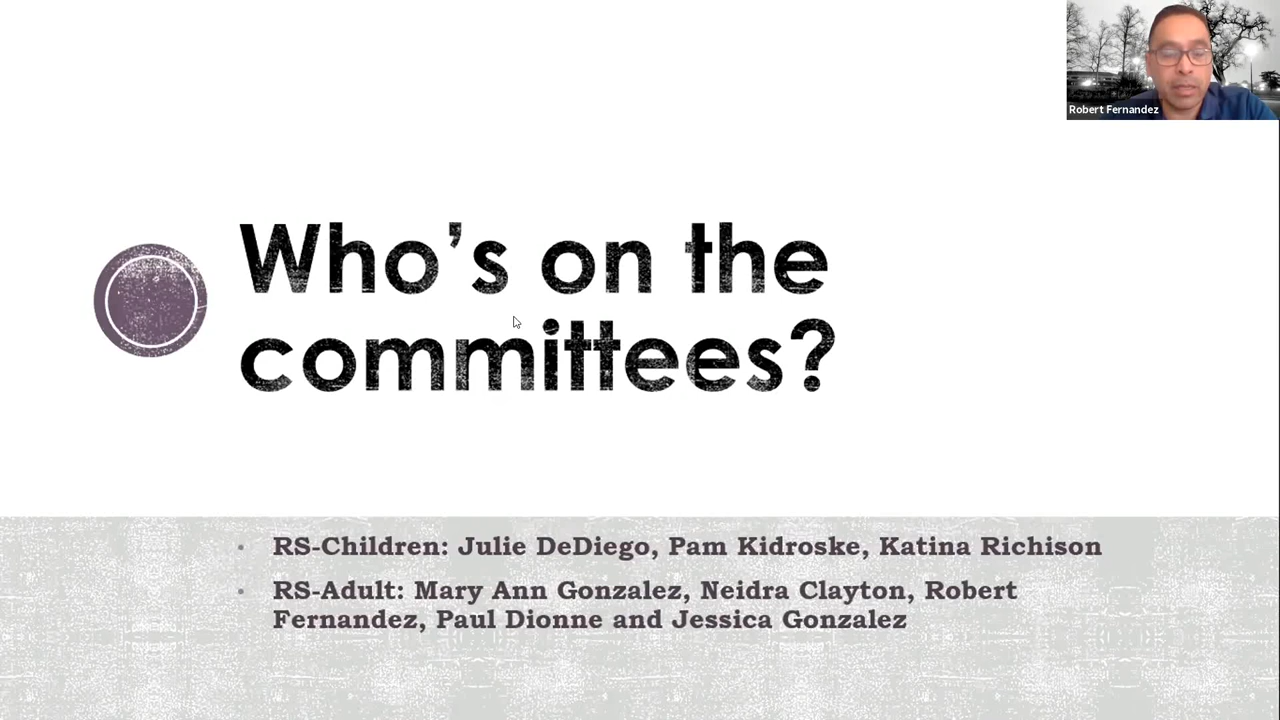 Robert Fernandez
Who's on the
committees?
RS-Children: Julie DeDiego, Pam Kidroske, Katina Richison
RS-Adult: Mary Ann Gonzalez, Neidra Clayton, Robert
Fernandez, Paul Dionne and Jessica Gonzalez